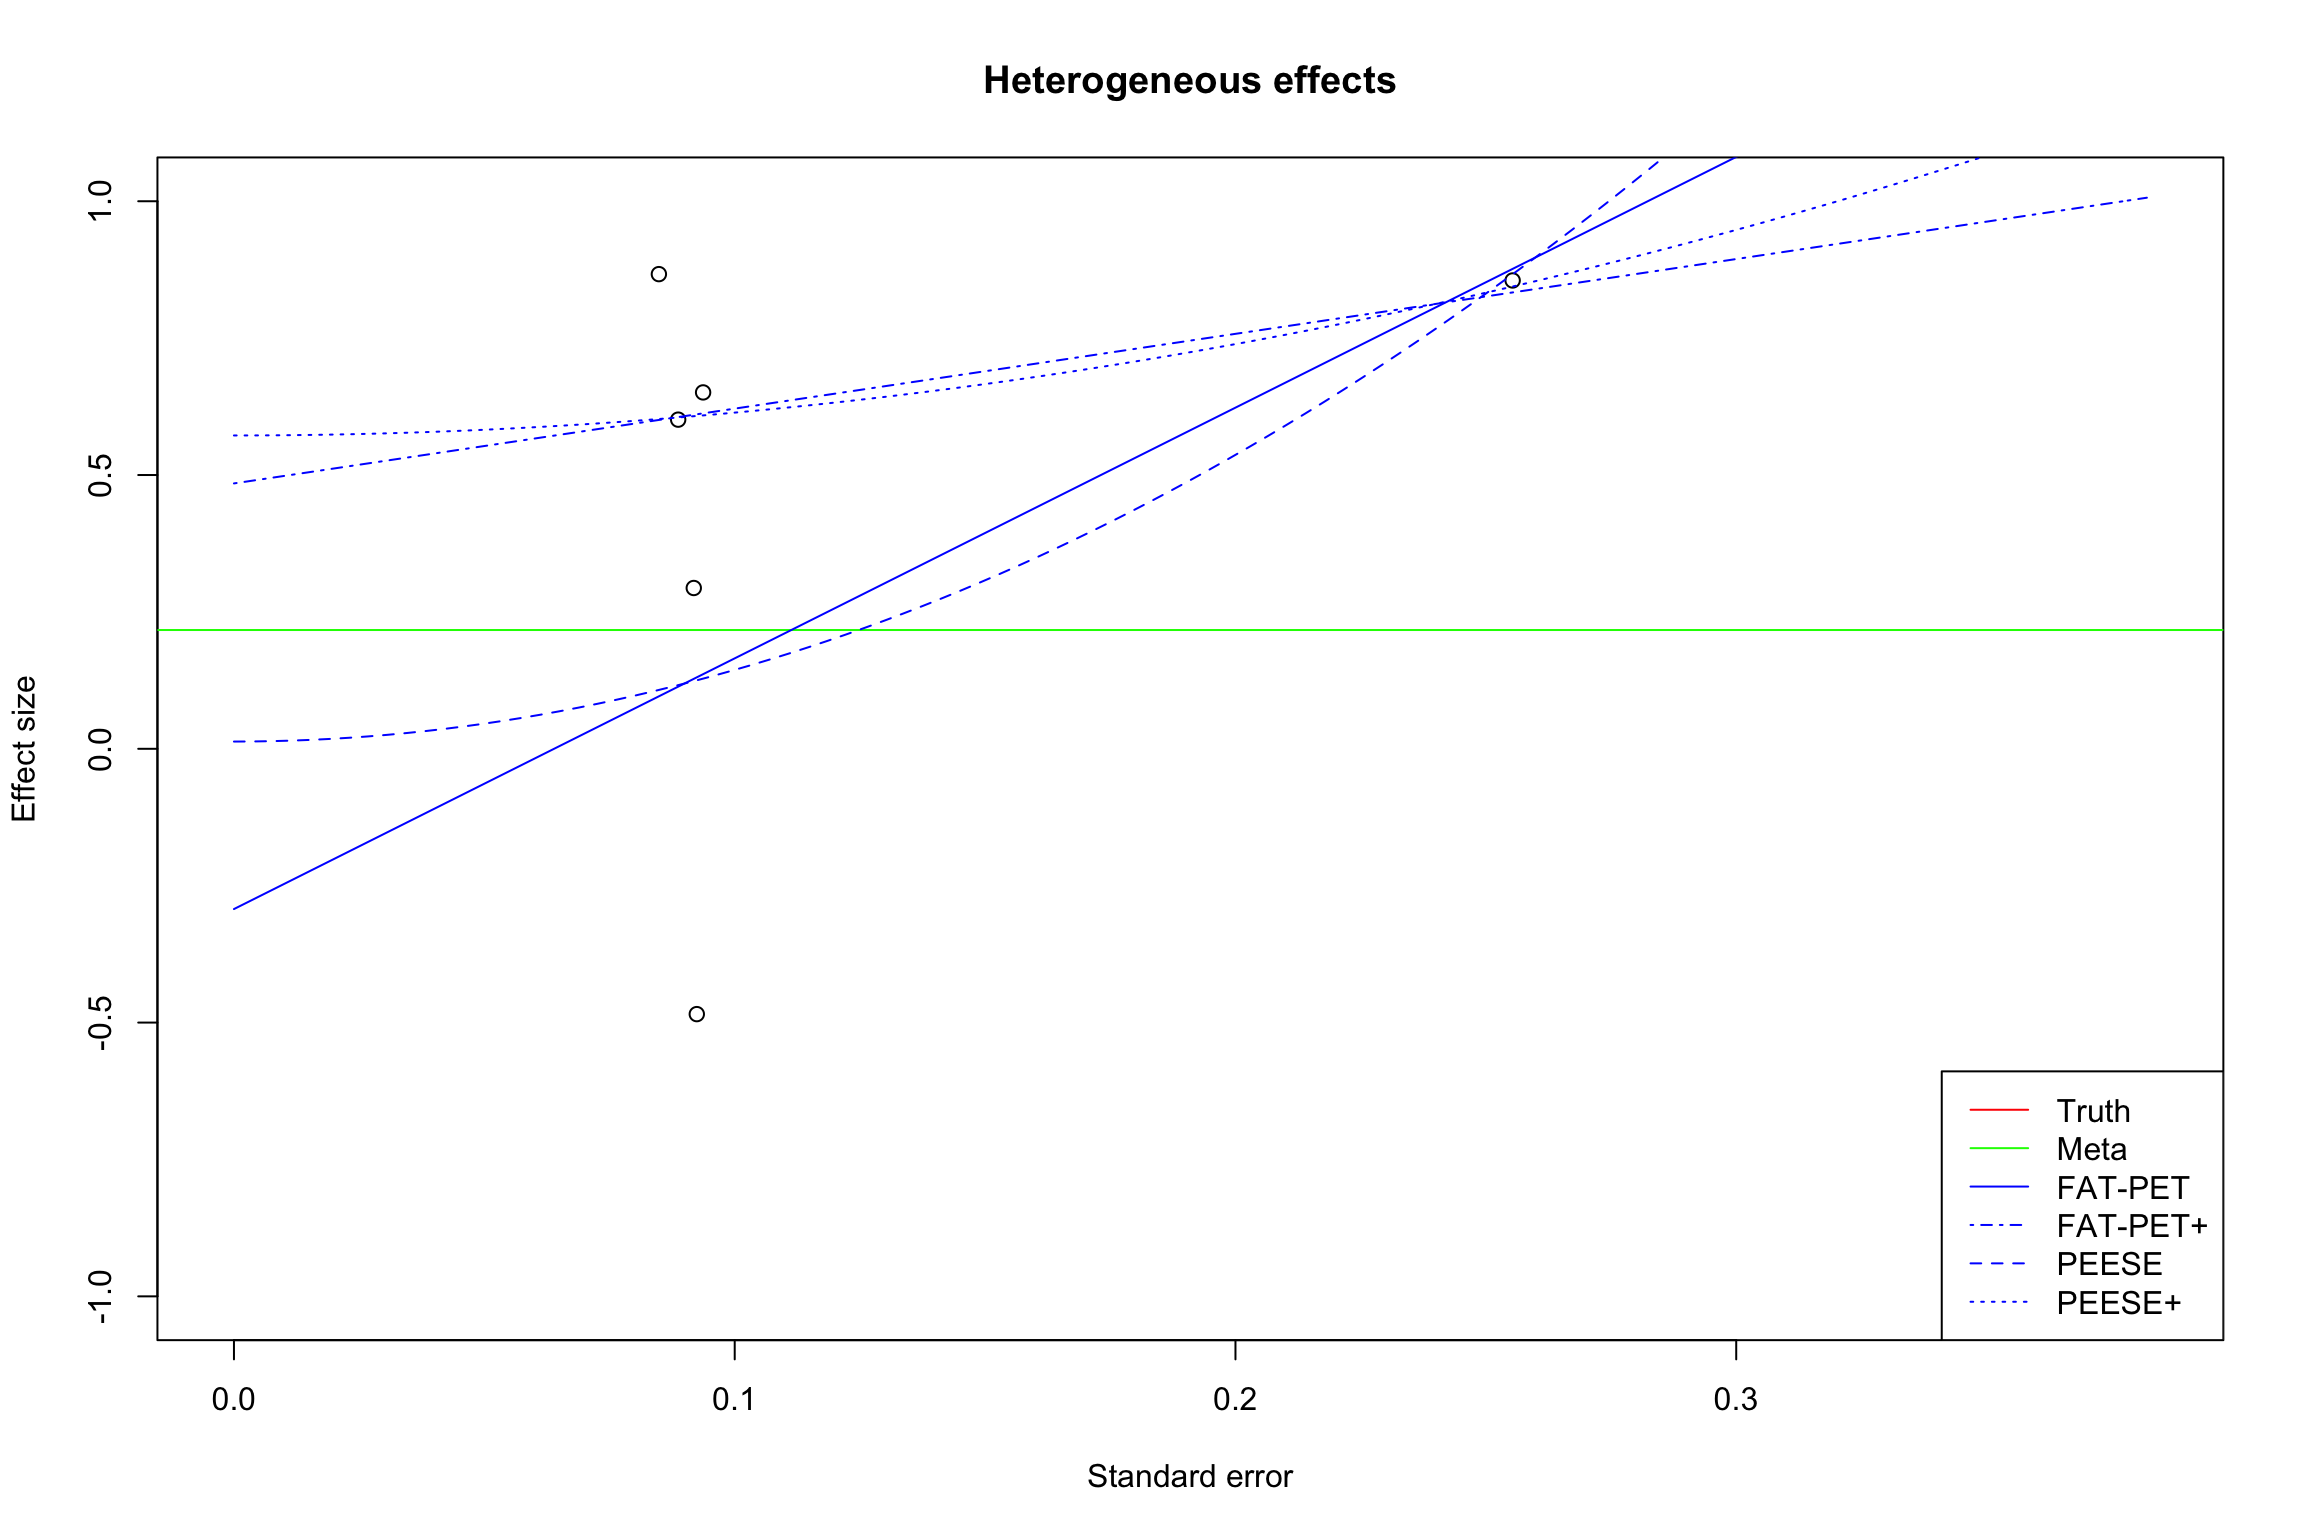 Heterogeneous effects
1.0
0.5
0.0
-0.5
-1.0
Effect size
0.0
0.1
0.2
0.3
Standard error
Truth
Meta
FAT-PET
FAT-PET+
PEESE
PEESE+